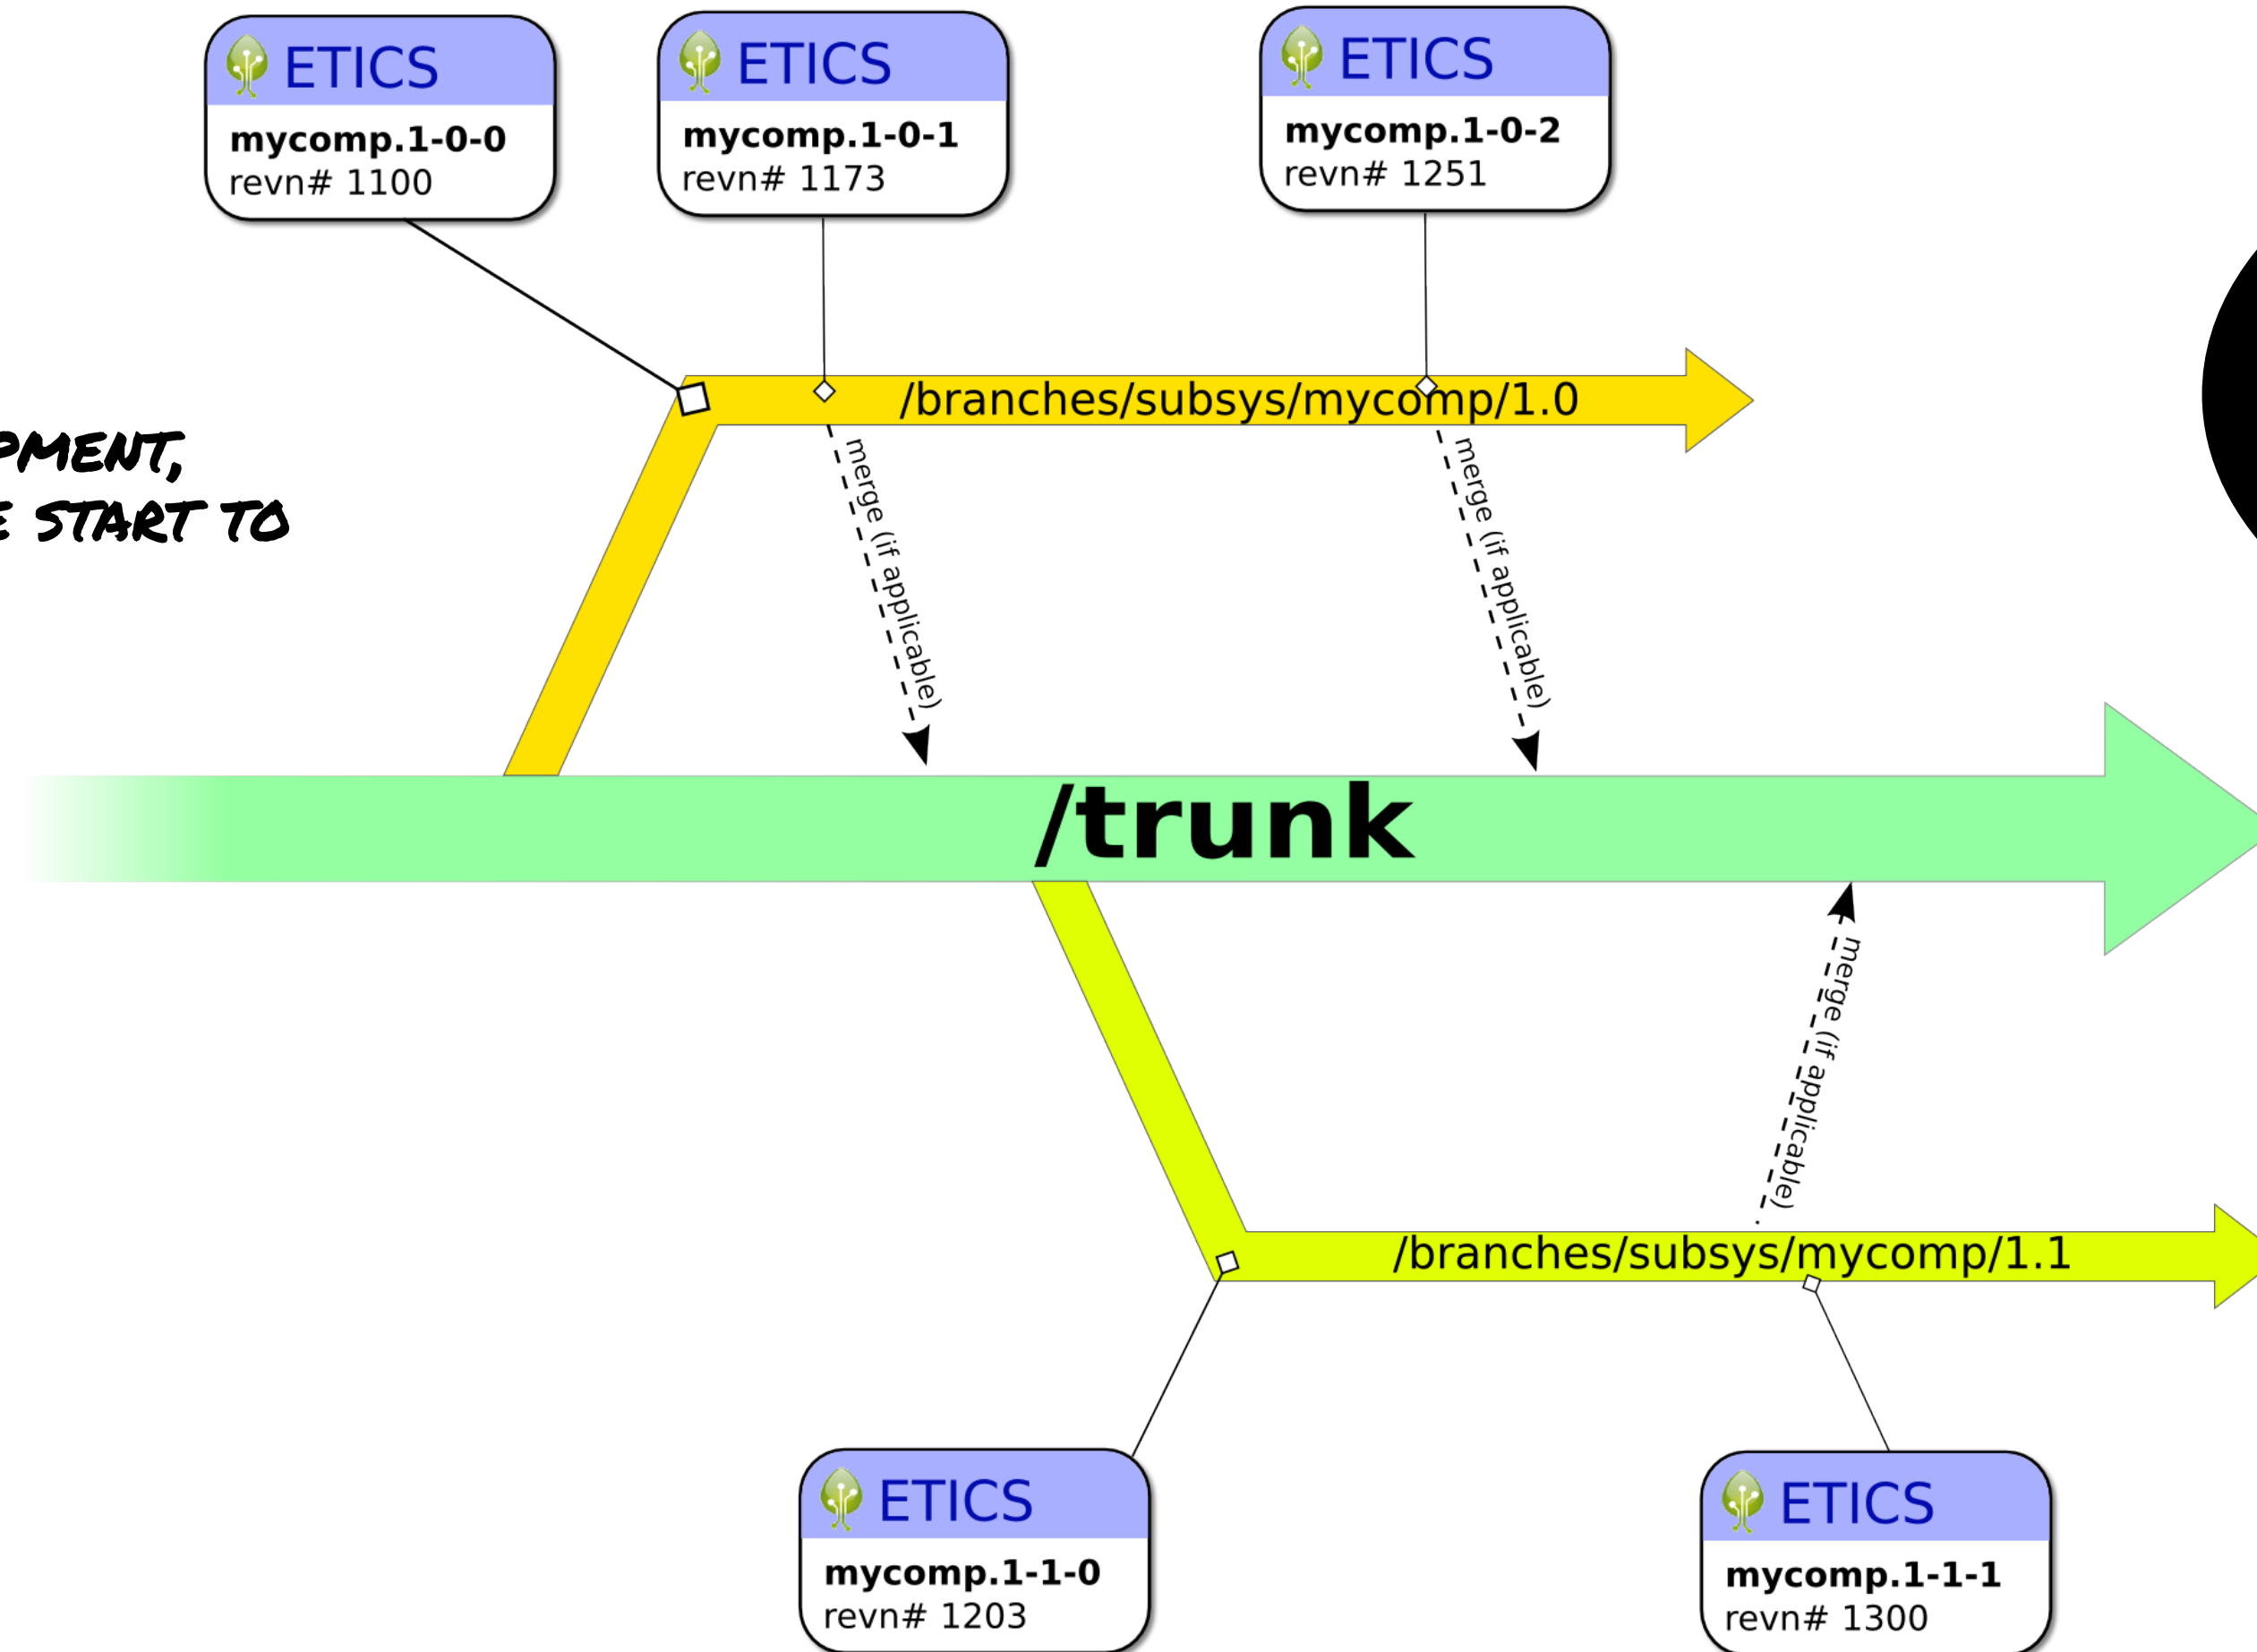 ETICS
mycomp.1-0-0
revn# 1100
ETICS
mycomp.1-0-1
revn# 1173
ETICS
mycomp.1-0-2
revn# 1251
/branches/subsys/mycomp/1.0
START TO
merge (if applicable)
merge (if applicable)
/trunk
merge (if applicable)
/branches/subsys/mycomp/1.1
ETICS
mycomp.1-1-0
revn# 1203
ETICS
mycomp.1-1-1
revn# 1300